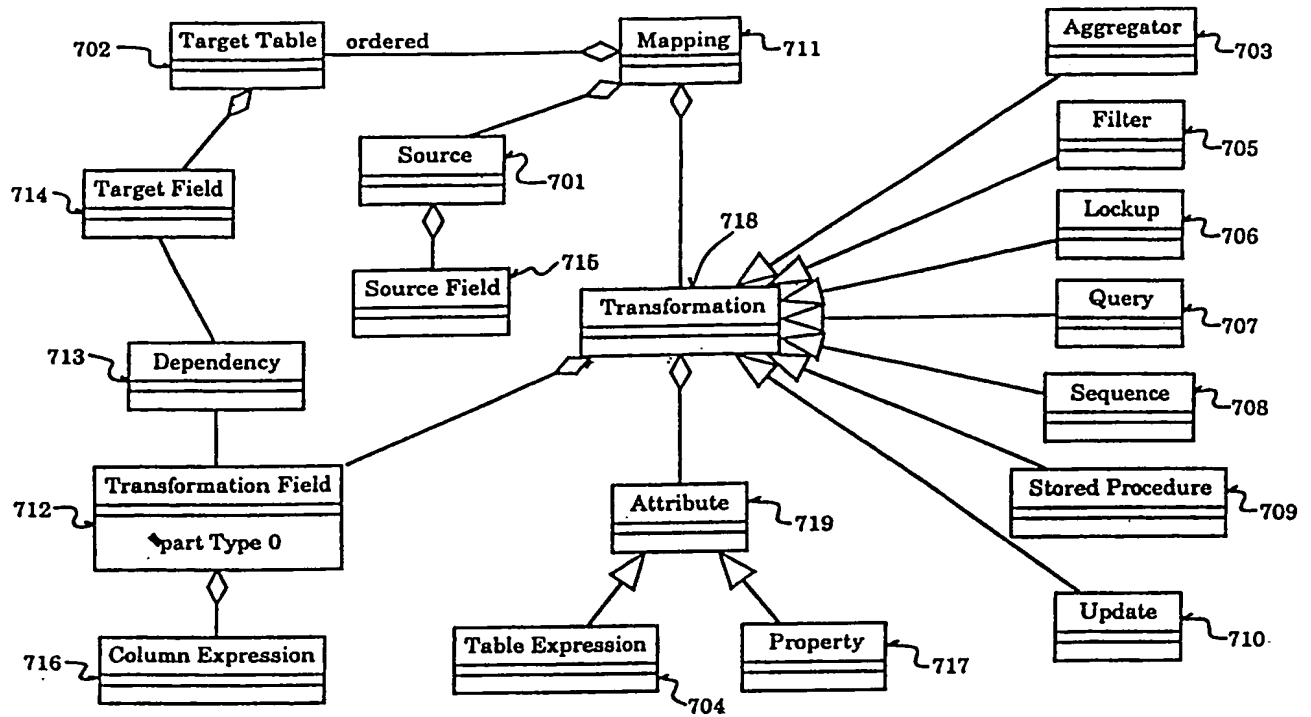 702
Target Table
ordered
Mapping
711
Aggregator
703
Filter
705
Source
701
714
Target Field
Lockup
706
718
Source Field
715
Transformation
Query
707
713
Dependency
Sequence
708
Transformation Field
712
part Type 0
Attribute
719
Stored Procedure
709
Update
710
716
Column Expression
Table Expression
704
Property
717